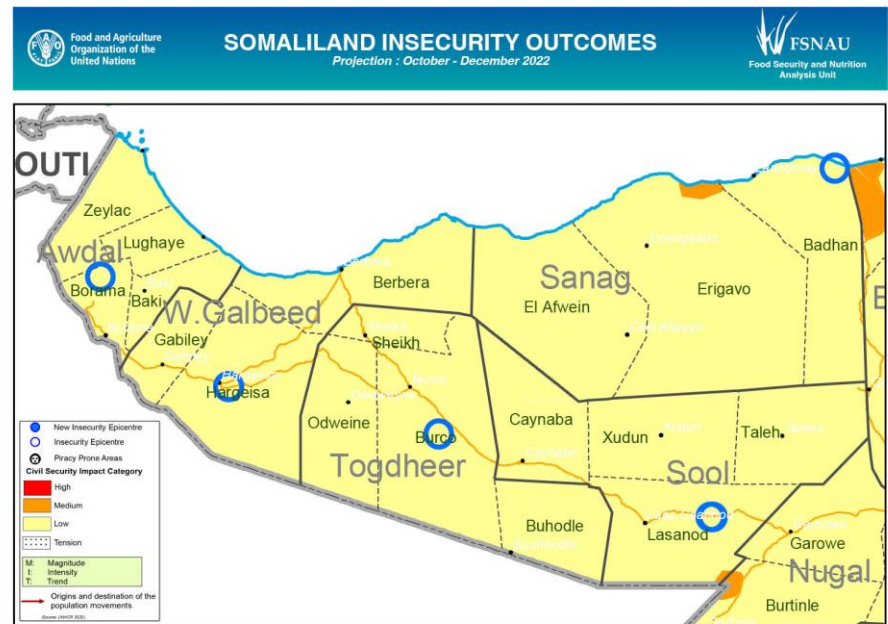 Food and Agriculture
Organization of the
United Nations
SOMALILAND INSECURITY OUTCOMES
Projection : October - December 2022
FSNAU
Food Security and Nutrition
Analysis Unit
OUTI
Zeylac
Lughaye
Awdal
Borama
Baki
W.Galbeed
Gabiley
Hargeisa
Berbera
Sheikh
Odweine
Burco
Togdheer
Sanag
El Afwein
Erigavo
Badhan
Caynaba
Xudun
Taleh
Sool
Buhodle
Lasanod
Garowe
Nugal
Burtinle
New Insecurity Epicentre
Insecurity Epicentre
Piracy Prone Areas
Civil Security Impact Category
High
Medium
Low
Tension
M: Magnitude
I: Intensity
T: Trend
Origins and destination of the
population movements